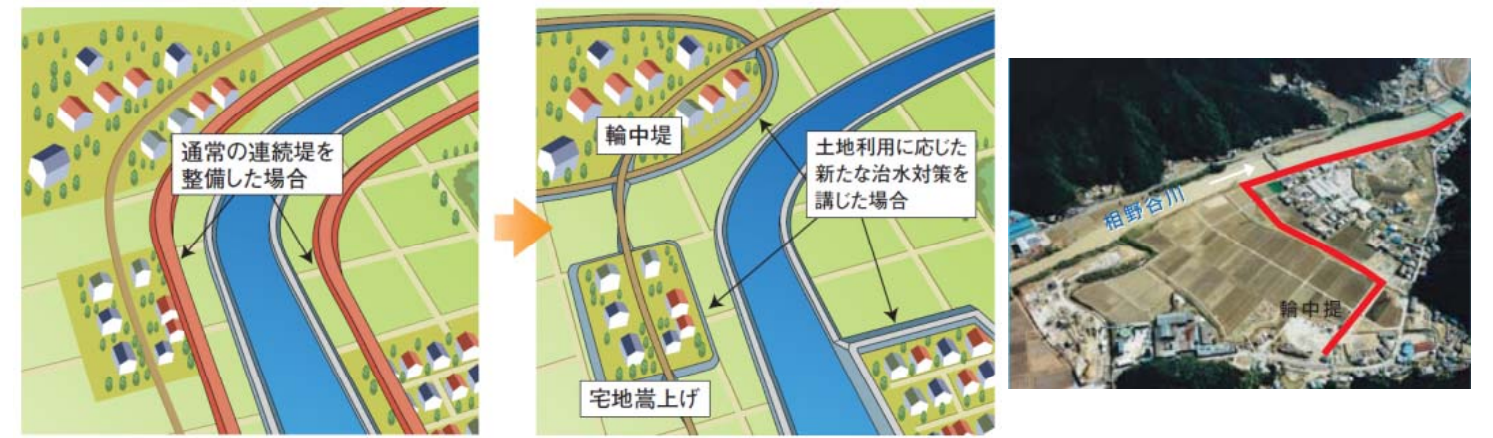 通常の連続堤を
整備した場合
輪中堤
土地利用に応じた
新たな治水対策を
講じた場合
宅地嵩上げ
相野谷川
輪中堤